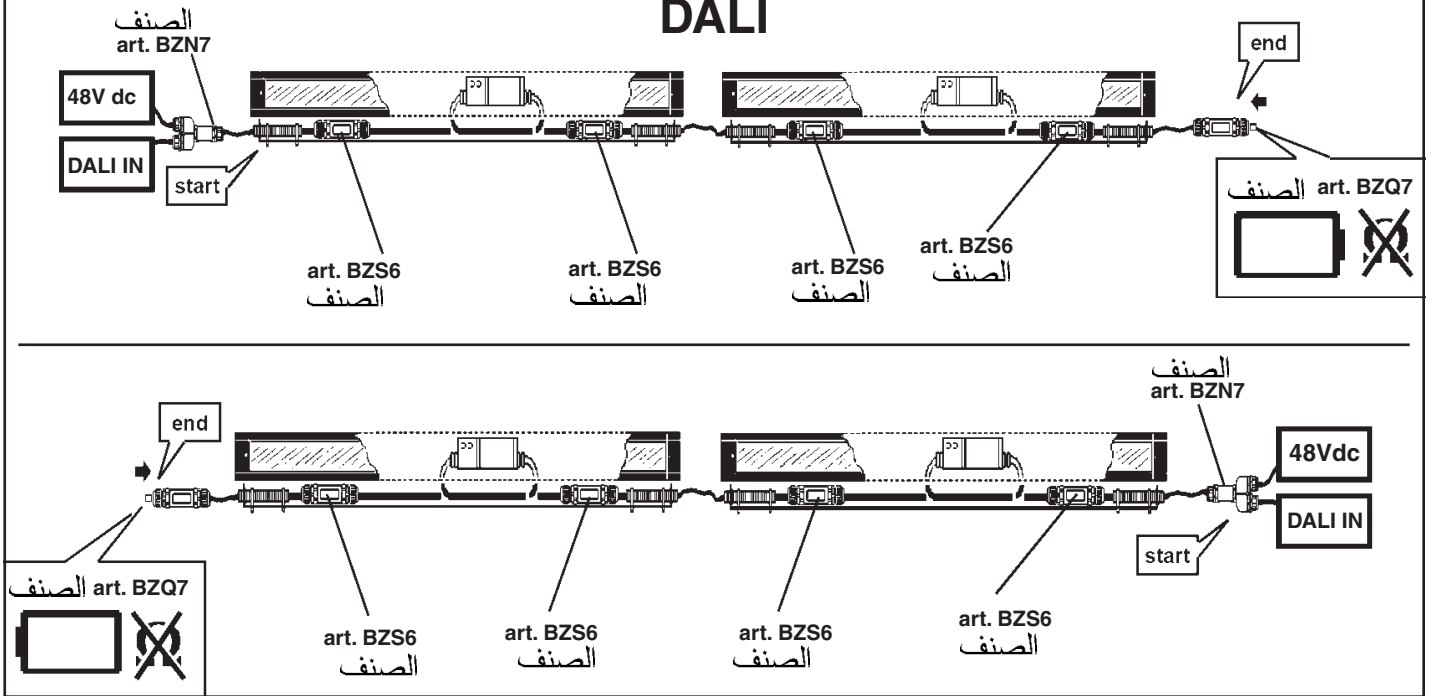 DALI
الصنف
art. BZN7
end
48V dc
DALI IN
start
الصنف art. BZQ7
art. BZS6
الصنف
art. BZS6
الصنف
art. BZS6
الصنف
art. BZS6
الصنف
الصنف
art. BZN7
end
48Vdc
DALI IN
start
الصنف art. BZQ7
art. BZS6
الصنف
art. BZS6
الصنف
art. BZS6
الصنف
art. BZS6
الصنف